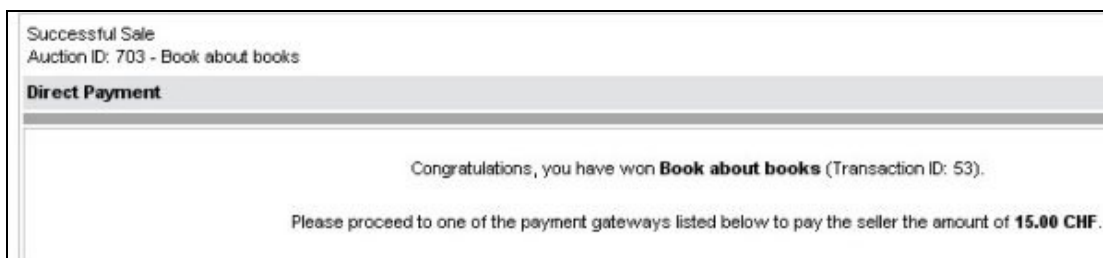 Successful Sale
Auction ID: 703 - Book about books
Direct Payment
Congratulations, you have won Book about books (Transaction ID: 53).
Please proceed to one of the payment gateways listed below to pay the seller the amount of 15.00 CHF.